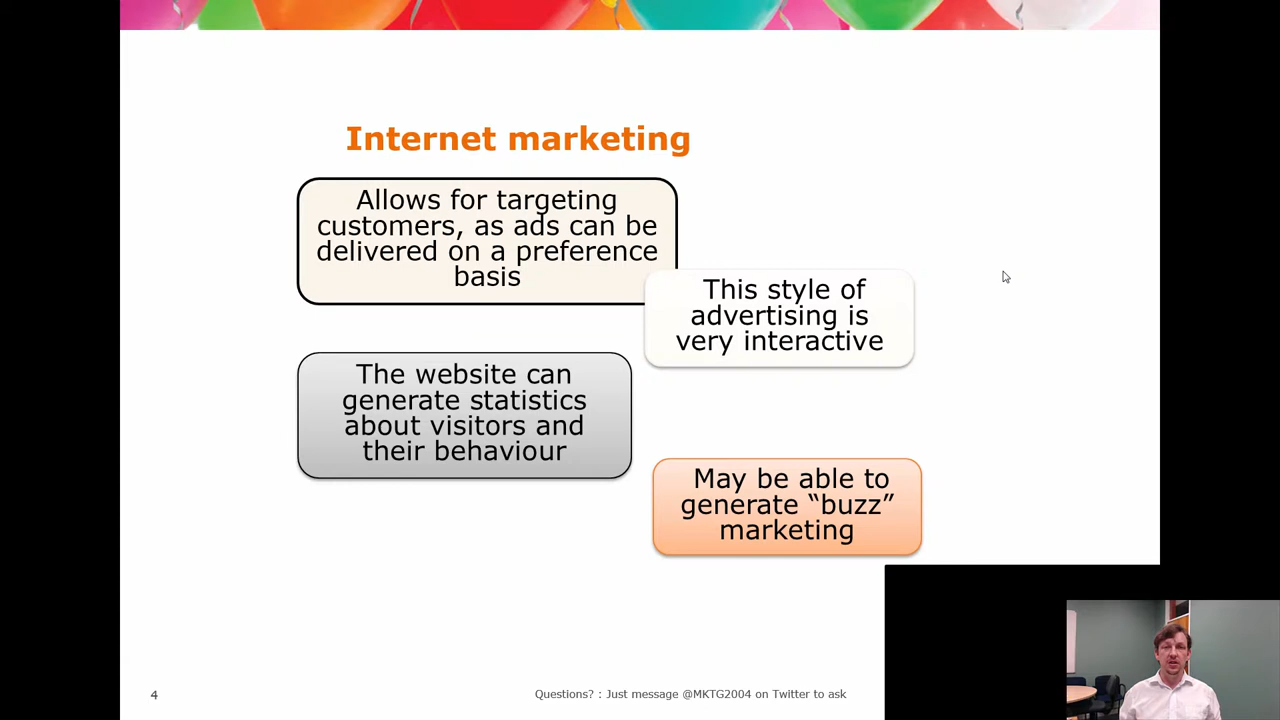 Internet marketing
Allows for targeting
customers, as ads can be
delivered on a preference
basis
This style of
advertising is
very interactive
The website can
generate statistics
about visitors and
their behaviour
May be able to
generate “buzz”
marketing
4
Questions? : Just message @MKTG2004 on Twitter to ask